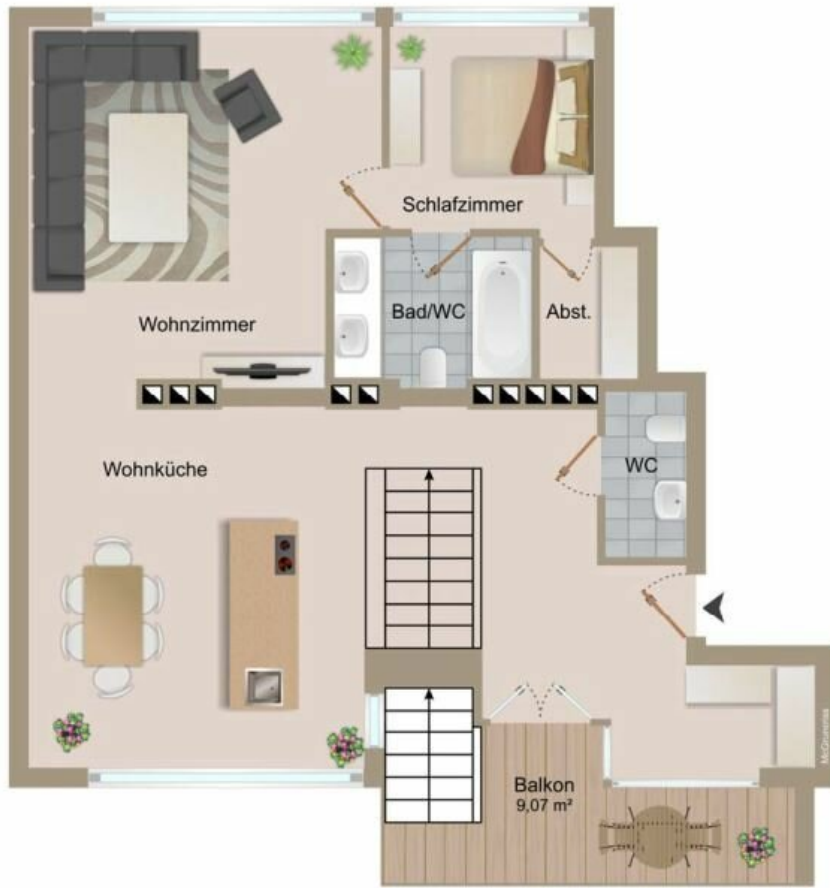 Schlafzimmer
Wohnzimmer
Bad/WC
Abst.
Wohnküche
WC
Balkon
9,07 m²